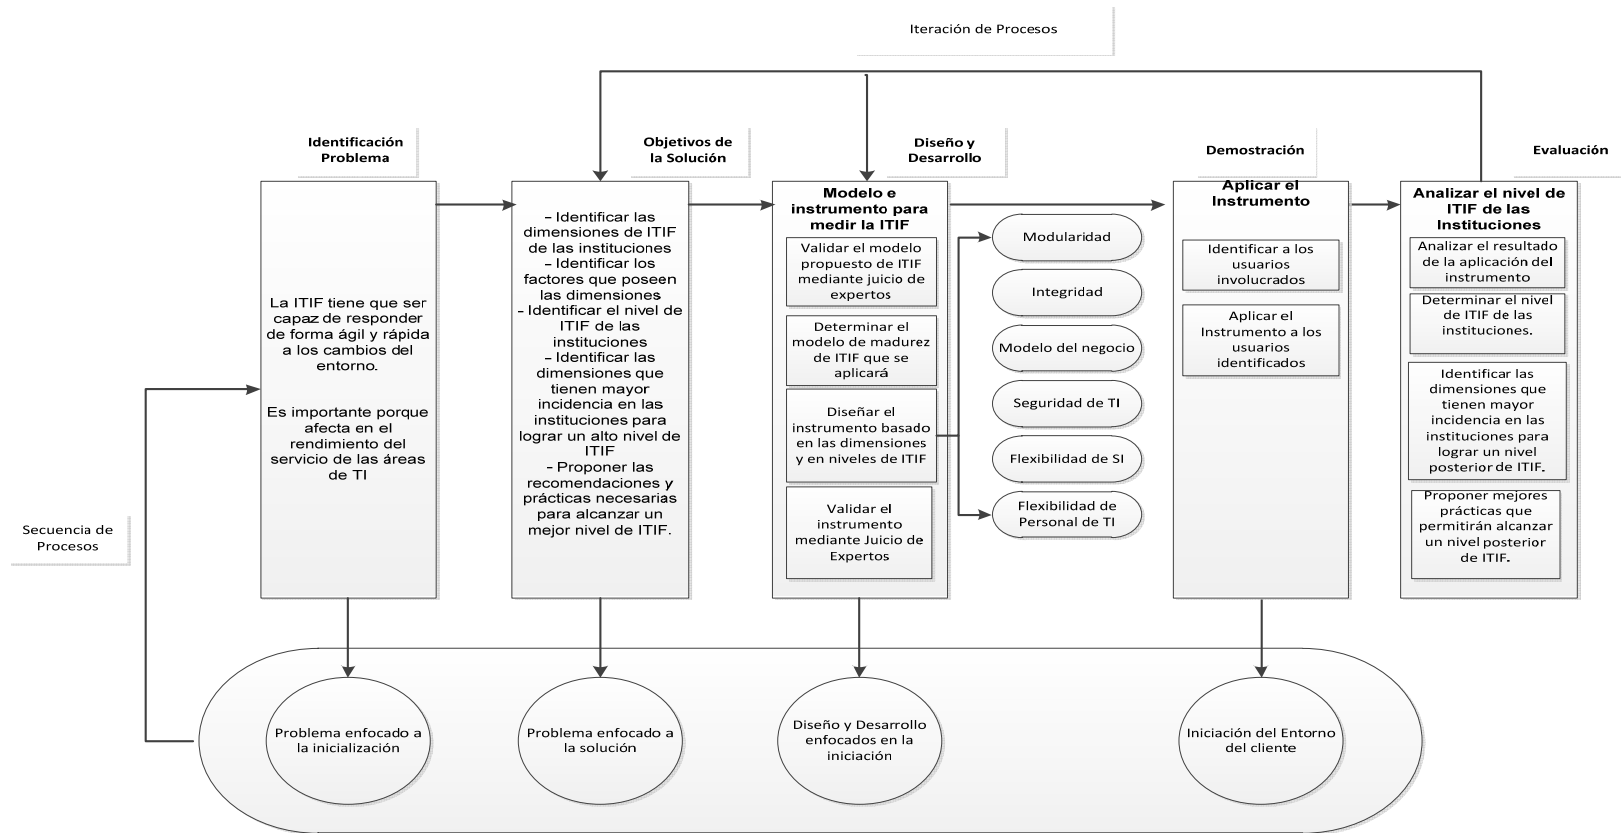 Iteración de Procesos
Identificación
Problema
Objetivos de
la Solución
Diseño y
Desarrollo
Demostración
Evaluación
La ITIF tiene que ser
capaz de responder
de forma ágil y rápida
a los cambios del
entorno.
Es importante porque
afecta en el
rendimiento del
servicio de las áreas
de TI
– Identificar las
dimensiones de ITIF
de las instituciones
– Identificar los
factores que poseen
las dimensiones
– Identificar el nivel de
ITIF de las
instituciones
– Identificar las
dimensiones que
tienen mayor
incidencia en las
instituciones para
lograr un alto nivel de
ITIF
– Proponer las
recomendaciones y
prácticas necesarias
para alcanzar un
mejor nivel de ITIF.
Modelo e
instrumento para
medir la ITIF
Validar el modelo
propuesto de ITIF
mediante juicio de
expertos
Determinar el
modelo de madurez
de ITIF que se
aplicará
Diseñar el
instrumento basado
en las dimensiones
y en niveles de ITIF
Validar el
instrumento
mediante Juicio de
Expertos
Modularidad
Integridad
Modelo del negocio
Seguridad de TI
Flexibilidad de SI
Flexibilidad de
Personal de TI
Aplicar el
Instrumento
Identificar a los
usuarios
involucrados
Aplicar el
Instrumento a los
usuarios
identificados
Analizar el nivel de
ITIF de las
Instituciones
Analizar el resultado
de la aplicación del
instrumento
Determinar el nivel
de ITIF de las
instituciones.
Identificar las
dimensiones que
tienen mayor
incidencia en las
instituciones para
lograr un nivel
posterior de ITIF.
Proponer mejores
prácticas que
permitirán alcanzar
un nivel posterior
de ITIF.
Secuencia de
Procesos
Problema enfocado a
la inicialización
Problema enfocado a
la solución
Diseño y Desarrollo
enfocados en la
iniciación
Iniciación del Entorno
del cliente